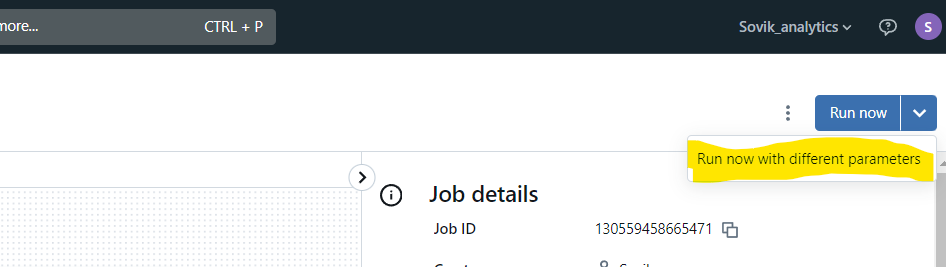 more... CTRL + P Sovik_analytics S
Run now
Run now with different parameters
Job details
Job ID 130559458665471